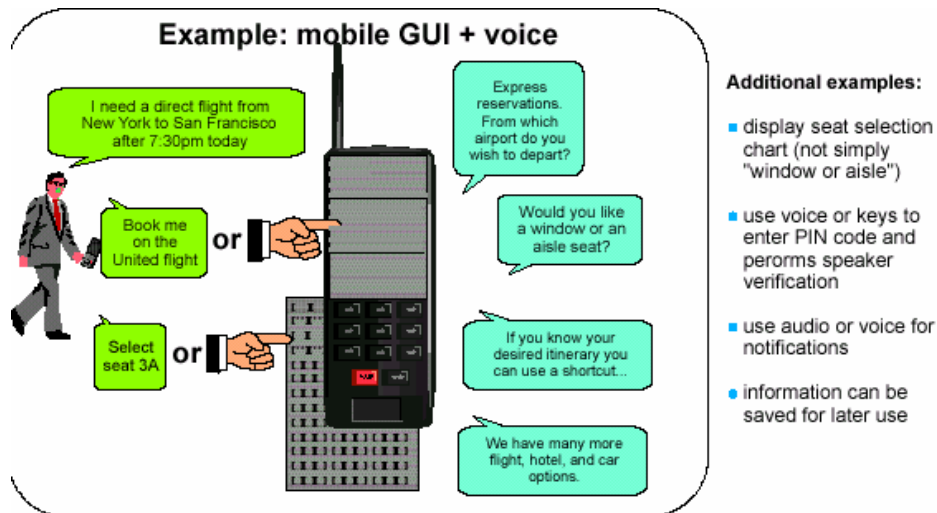 Example: mobile GUI + voice
I need a direct flight from
New York to San Francisco
after 7:30pm today
Book me
on the
United flight
or
Select
seat 3A
or
Express
reservations.
From which
airport do you
wish to depart?
Would you like
a window or an
aisle seat?
If you know your
desired itinerary you
can use a shortcut...
We have many more
flight, hotel, and car
options.
Additional examples:
display seat selection
chart (not simply
"window or aisle")
use voice or keys to
enter PIN code and
perorms speaker
verification
use audio or voice for
notifications
information can be
saved for later use